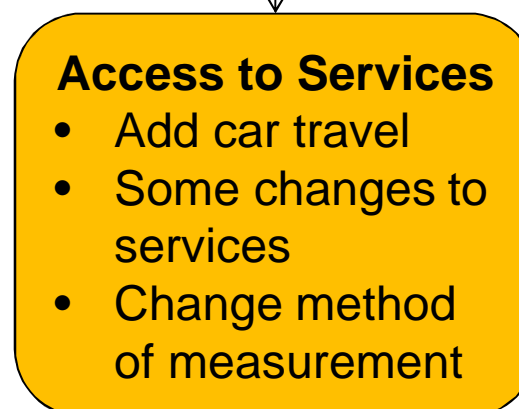 Access to Services
• Add car travel
• Some changes to
services
• Change method
of measurement